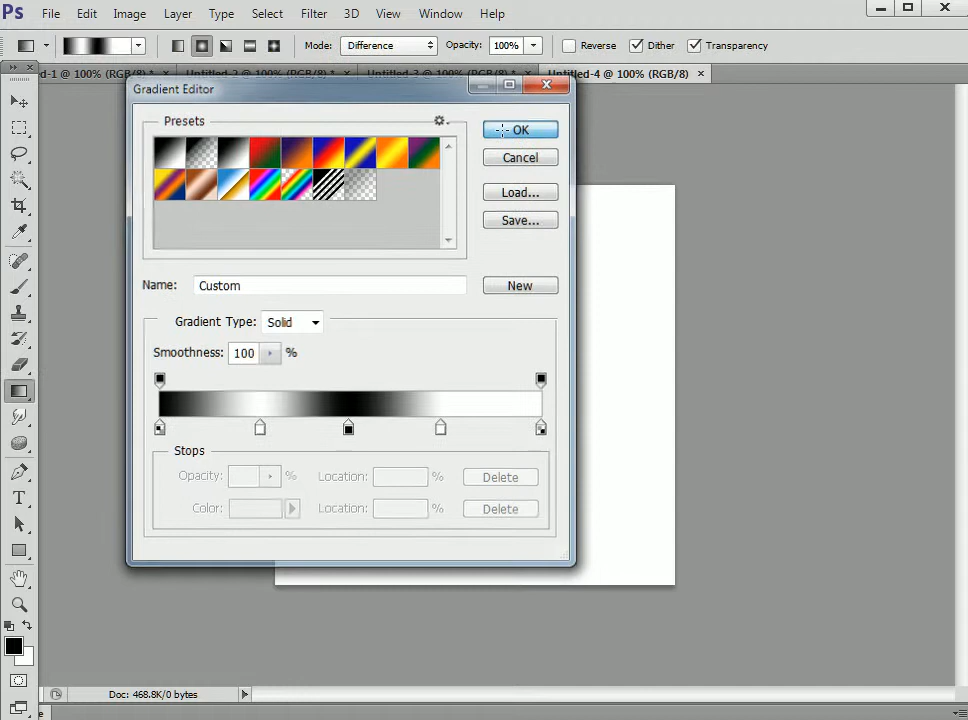 Ps File Edit Image Layer Type Select Filter 3D View Window Help
Mode: Difference Opacity: 100% Reverse Dither Transparency
d-1 @ 100% (RGB/8) * × Untitled-2 @ 100% (RGB/8) * × Untitled-3 @ 100% (RGB/8) * × Untitled-4 @ 100% (RGB/8) ×
Gradient Editor
Presets
OK
Cancel
Load...
Save...
Name: Custom New
Gradient Type: Solid
Smoothness: 100 %
Stops
Opacity: % Location: % Delete
Color: Location: % Delete
T
Doc: 468.8K/0 bytes
e